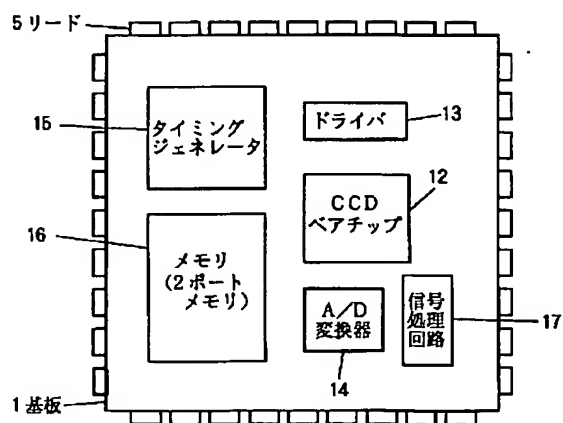 5リード
15
タイミング
ジェネレータ
ドライバ
13
12
CCD
ベアチップ
16
メモリ
(2ポート
メモリ)
A/D
変換器
14
信号
処理
回路
17
1基板